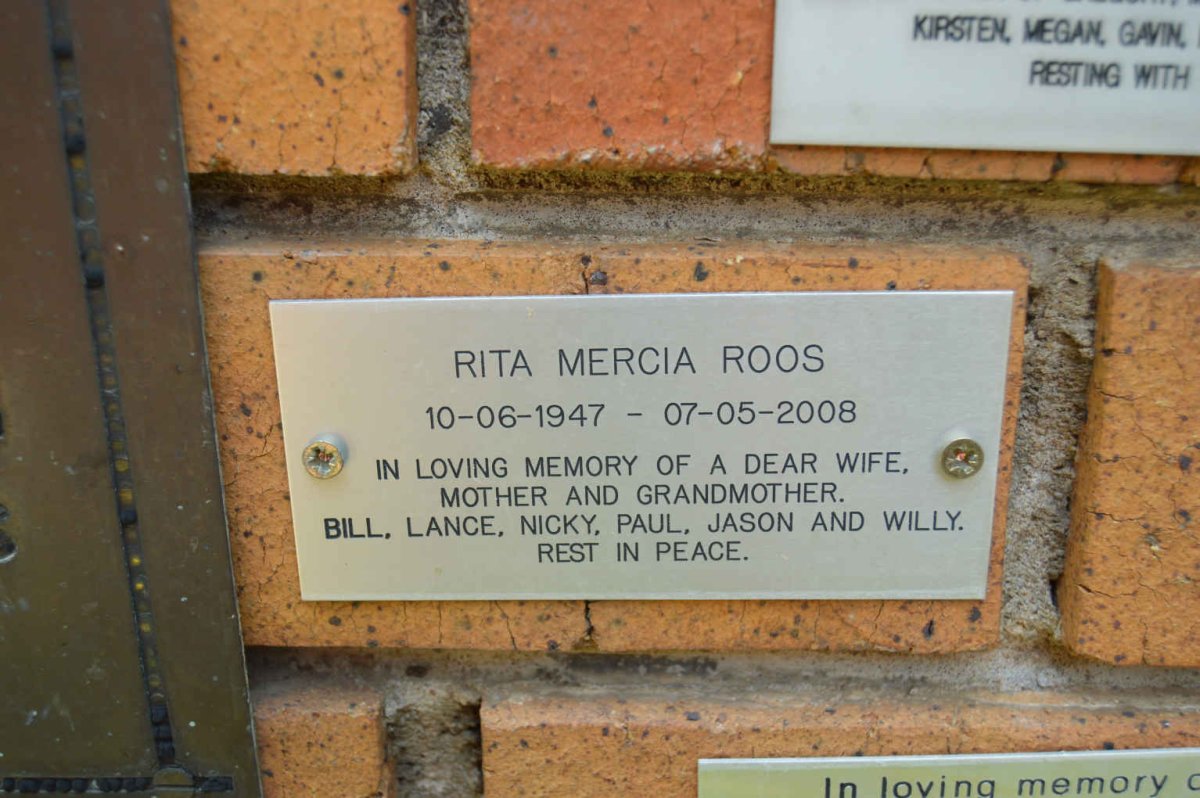 KIRSTEN, MEGAN, GAVIN,
RESTING WITH
RITA MERCIA ROOS
10-06-1947 - 07-05-2008
IN LOVING MEMORY OF A DEAR WIFE,
MOTHER AND GRANDMOTHER.
BILL, LANCE, NICKY, PAUL, JASON AND WILLY.
REST IN PEACE.
In loving memory